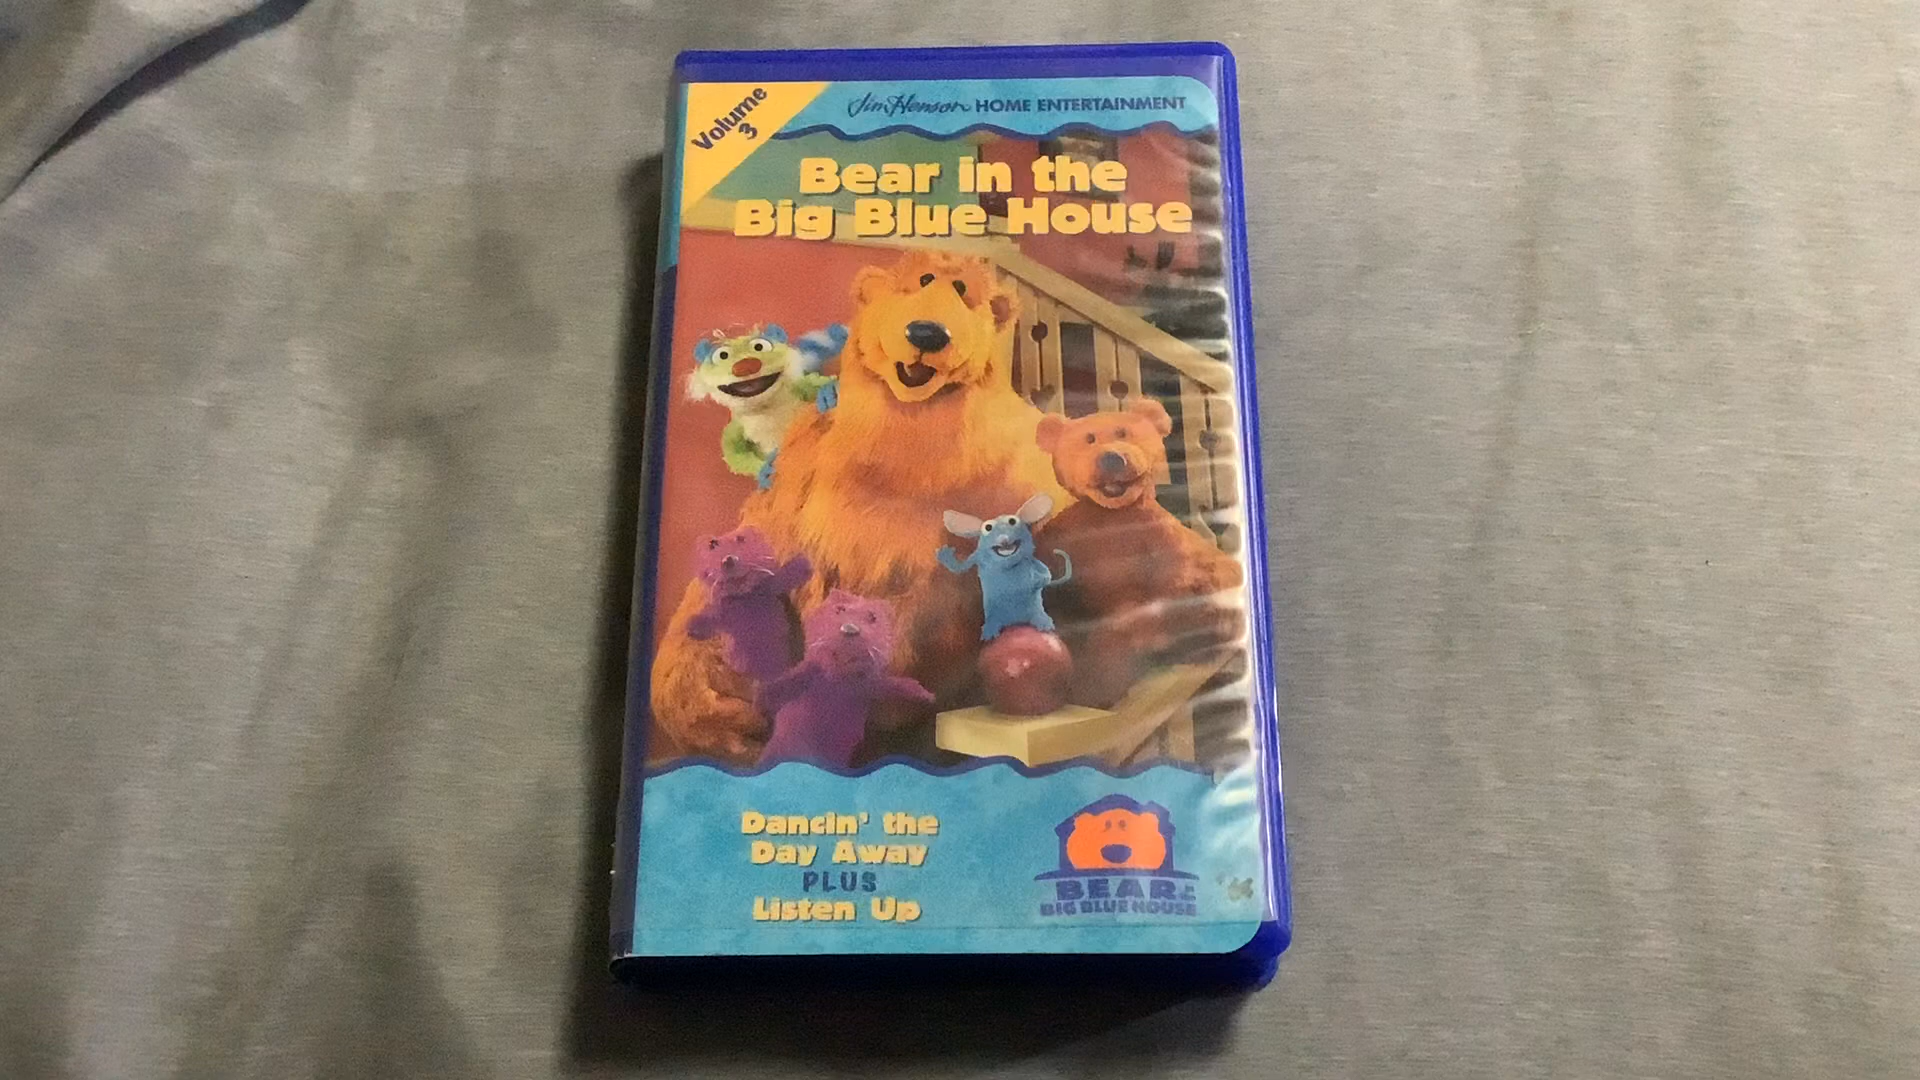 Volume
3
Jim Henson HOME ENTERTAINMENT
Bear in the
Big Blue House
Dancin' the
Day Away
PLUS
Listen Up
BEAR
BIG BLUE HOUSE